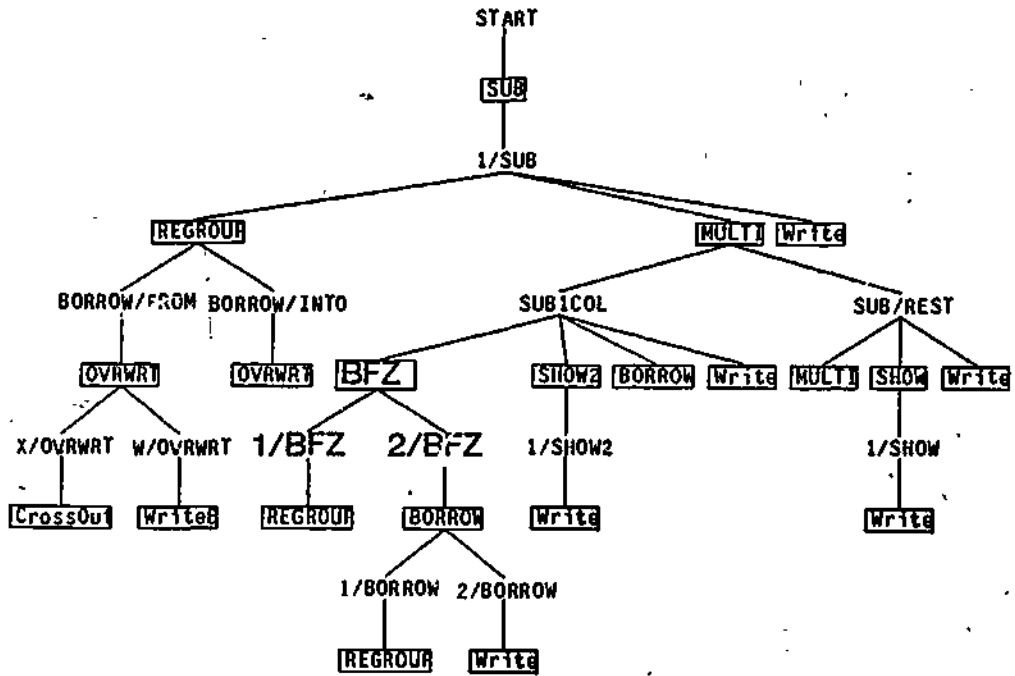 START
SUB
1/SUB
REGROUP MULTI Write
BORROW/FROM BORROW/INTO SUB1COL SUB/REST
OVRWRT OVRWRT BFZ SHOW2 BORROW Write MULTI SHOW Write
X/OVRWRT W/OVRWRT 1/BFZ 2/BFZ 1/SHOW2 1/SHOW
CrossOut Write8 REGROUP BORROW Write Write
1/BORROW 2/BORROW
REGROUP Write